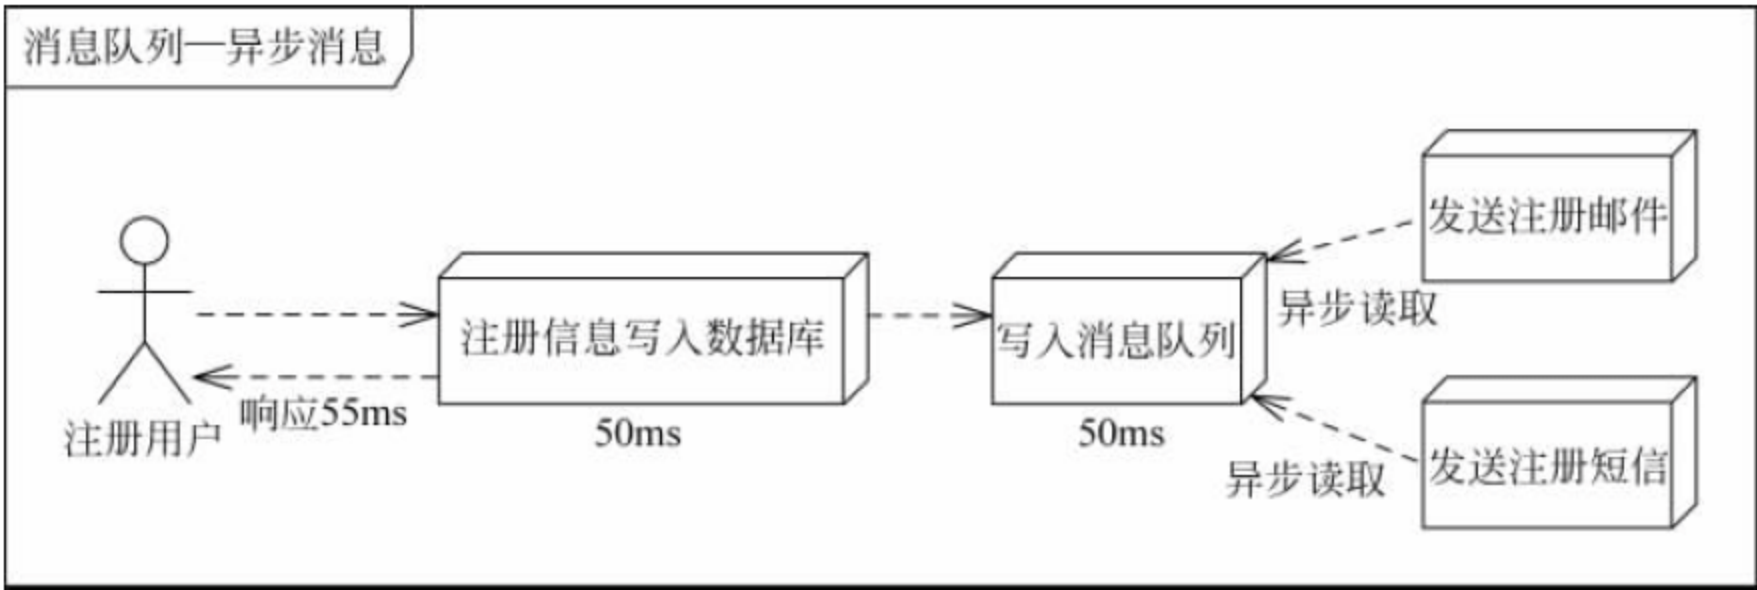 消息队列—异步消息
发送注册邮件
异步读取
注册信息写入数据库
写入消息队列
响应55ms
注册用户
50ms
50ms
发送注册短信
异步读取